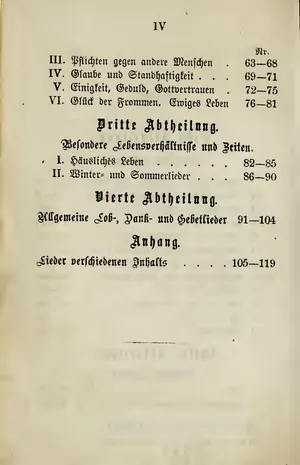 IV
Nr.
III. Pflichten gegen andere Menschen . 63—68
IV. Glaube und Standhaftigkeit . . . 69—71
V. Einigkeit, Geduld, Gottvertrauen . 72—75
VI. Glück der Frommen. Ewiges Leben 76—81
Dritte Abtheilung.
Besondere Lebensverhältnisse und Zeiten.
I. Häusliches Leben . . . . . . 82—85
II. Winter- und Sommerlieder . . . 86—90
Vierte Abtheilung.
Allgemeine Lob-, Dank- und Gebetlieder 91—104
Anhang.
Lieder verschiedenen Inhalts . . . . 105—119